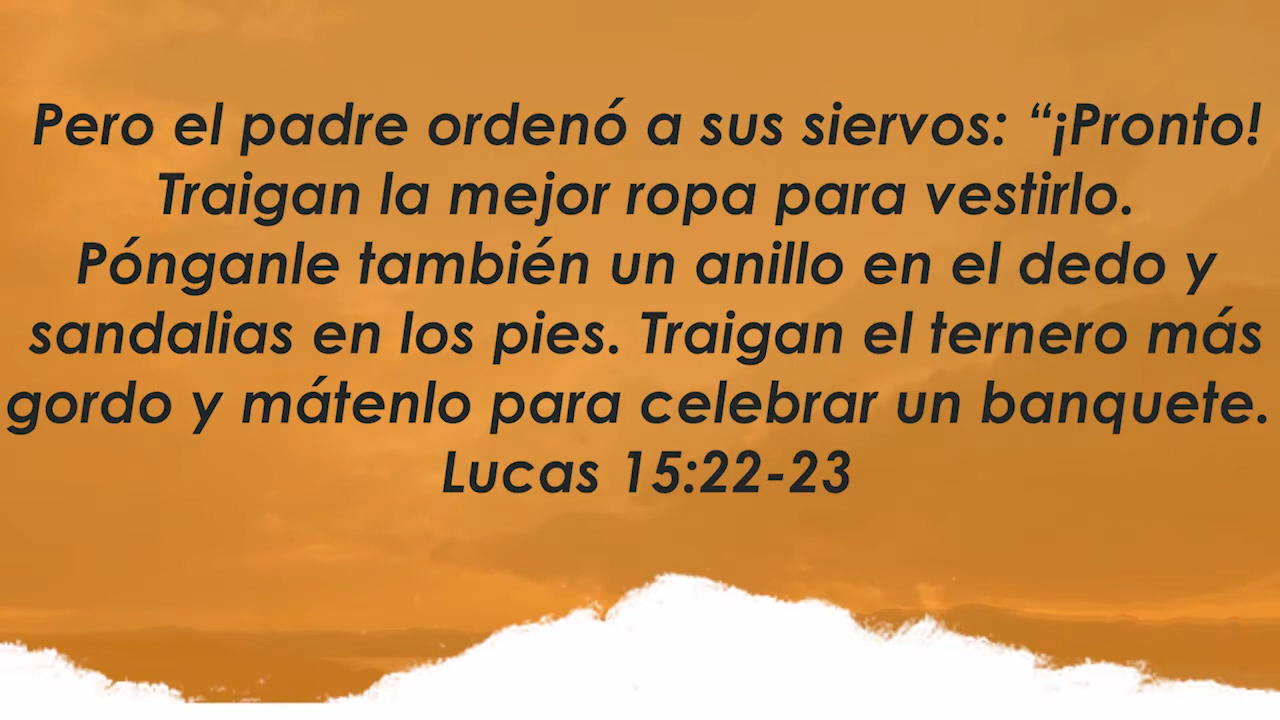 Pero el padre ordenó a sus siervos: “¡Pronto!
Traigan la mejor ropa para vestirlo.
Pónganle también un anillo en el dedo y
sandalias en los pies. Traigan el ternero más
gordo y mátenlo para celebrar un banquete.
Lucas 15:22-23